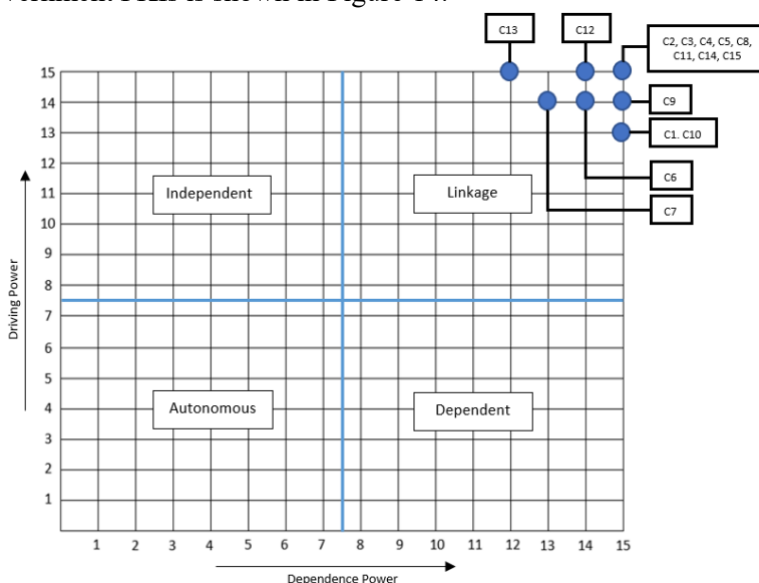 vernment PHIs is shown in Figure 14.
C13
C12
C2, C3, C4, C5, C8,
C11, C14, C15
C9
C1. C10
C6
C7
15
14
13
12
11
10
9
8
7
6
5
4
3
2
1
Independent
Linkage
Autonomous
Dependent
Driving Power
1 2 3 4 5 6 7 8 9 10 11 12 13 14 15
Dependence Power